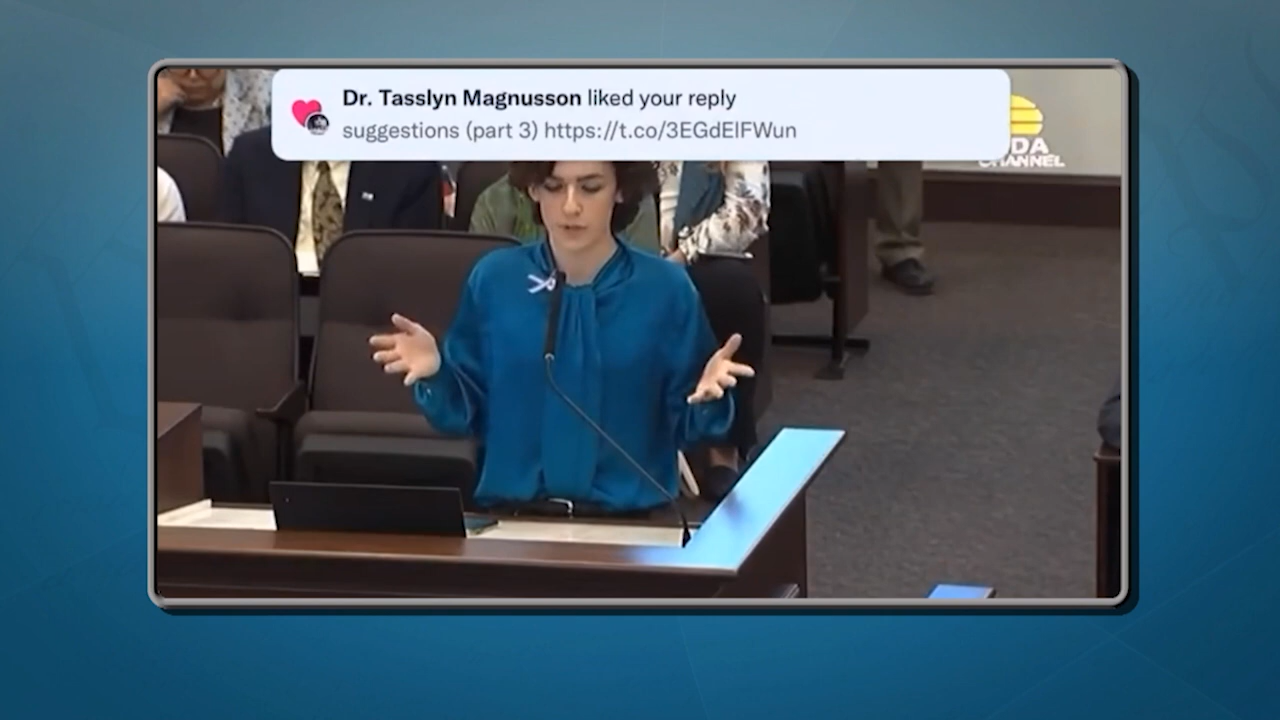 Dr. Tasslyn Magnusson liked your reply
suggestions (part 3) https://t.co/3EGdElFWun
DA
CHANNEL